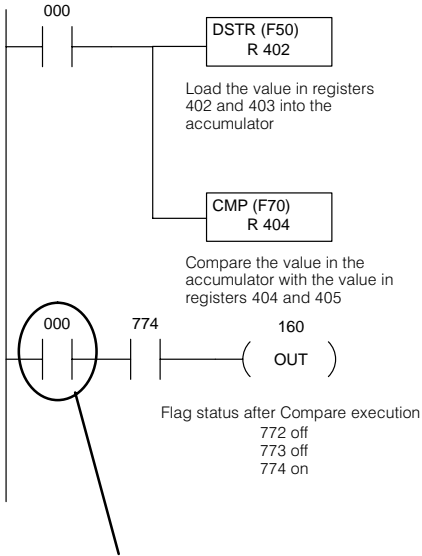 000
DSTR (F50)
R 402
Load the value in registers
402 and 403 into the
accumulator
CMP (F70)
R 404
Compare the value in the
accumulator with the value in
registers 404 and 405
000 774 160
OUT
Flag status after Compare execution
772 off
773 off
774 on